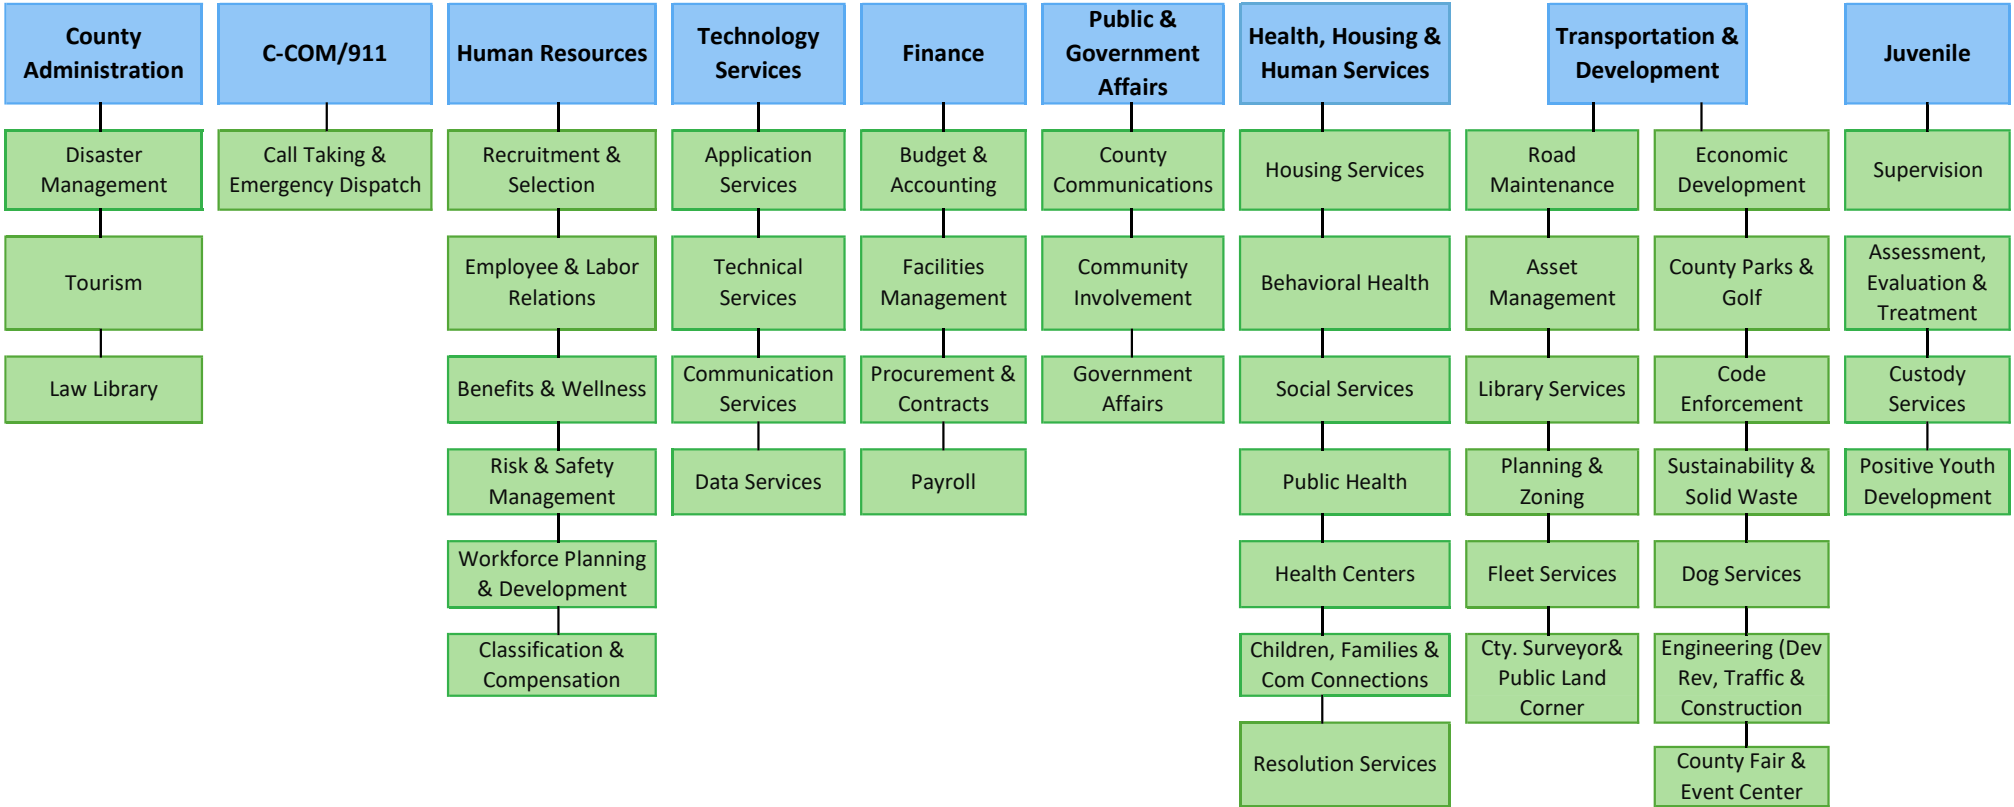 County
Administration
C-COM/911
Human Resources
Technology
Services
Finance
Public &
Government
Affairs
Health, Housing &
Human Services
Transportation &
Development
Juvenile
Disaster
Management
Tourism
Law Library
Call Taking &
Emergency Dispatch
Recruitment &
Selection
Employee & Labor
Relations
Benefits & Wellness
Risk & Safety
Management
Workforce Planning
& Development
Classification &
Compensation
Application
Services
Technical
Services
Communication
Services
Data Services
Budget &
Accounting
Facilities
Management
Procurement &
Contracts
Payroll
County
Communications
Community
Involvement
Government
Affairs
Housing Services
Behavioral Health
Social Services
Public Health
Health Centers
Children, Families &
Com Connections
Resolution Services
Road
Maintenance
Asset
Management
Library Services
Planning &
Zoning
Fleet Services
Cty. Surveyor&
Public Land
Corner
Economic
Development
County Parks &
Golf
Code
Enforcement
Sustainability &
Solid Waste
Dog Services
Engineering (Dev
Rev, Traffic &
Construction
County Fair &
Event Center
Supervision
Assessment,
Evaluation &
Treatment
Custody
Services
Positive Youth
Development